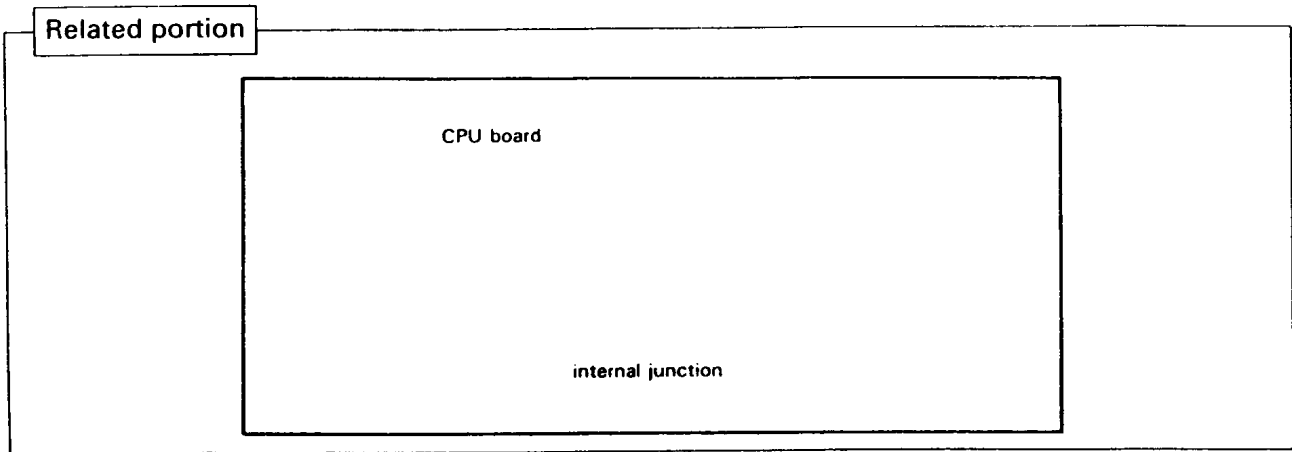 Related portion
CPU board
internal junction